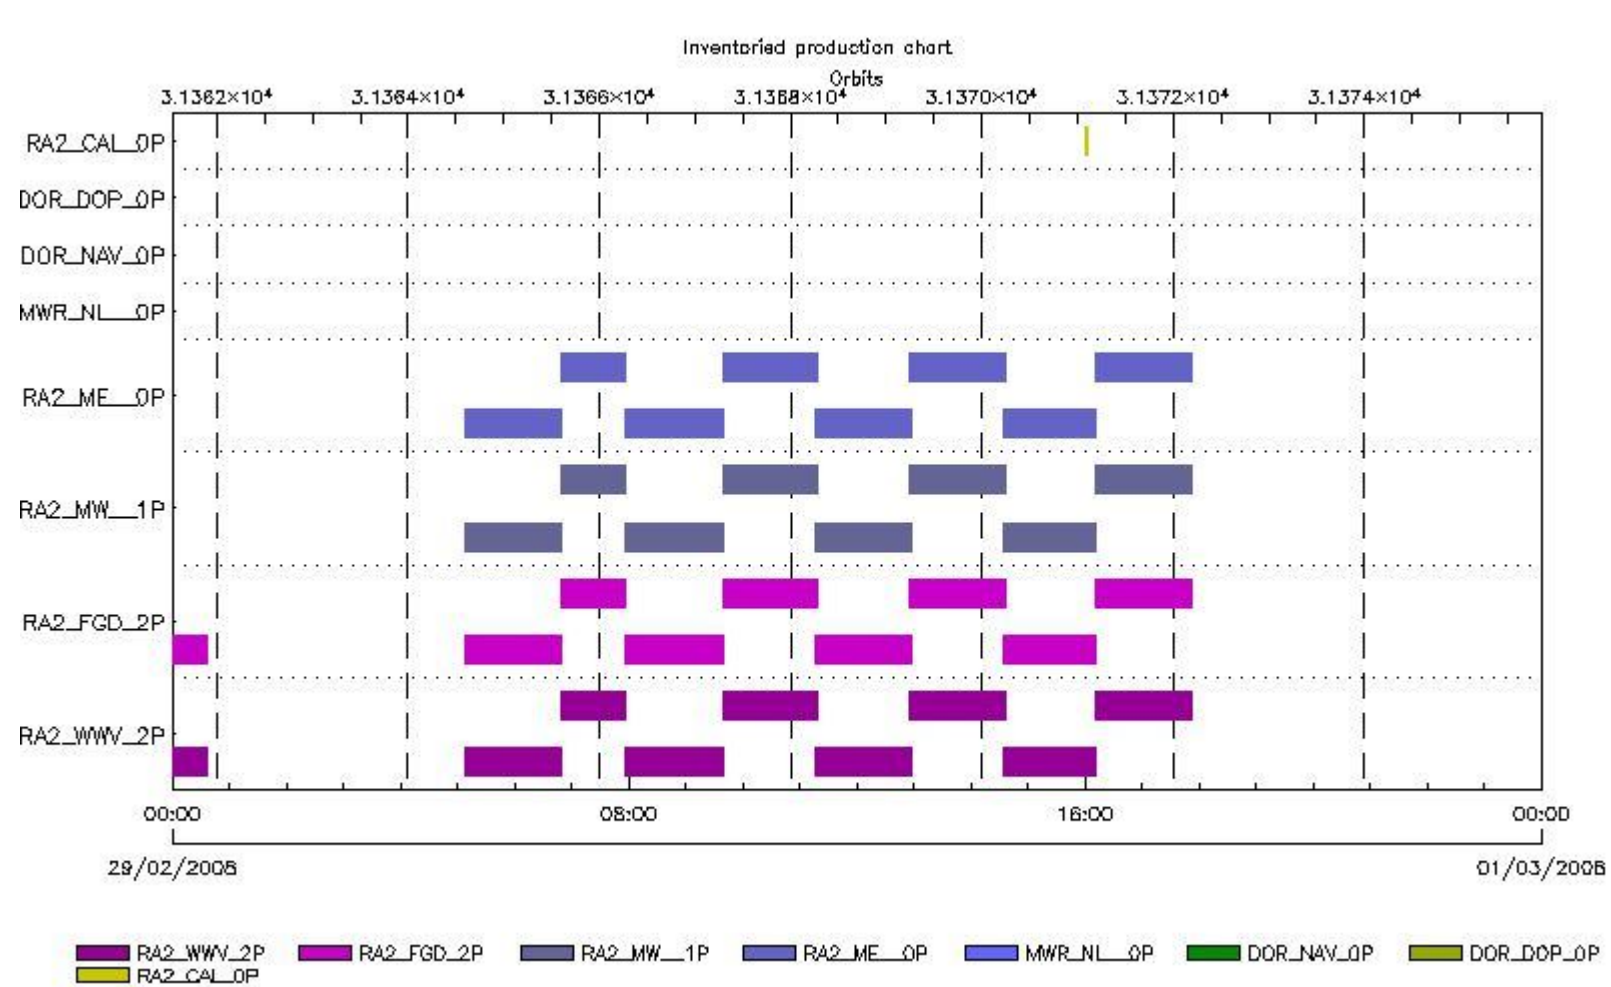 Inventoried production chart
Orbits
3.1362×10⁴ 3.1364×10⁴ 3.1366×10⁴ 3.1368×10⁴ 3.1370×10⁴ 3.1372×10⁴ 3.1374×10⁴
RA2_CAL_0P
DOR_DOP_0P
DOR_NAV_0P
MWR_NL__0P
RA2_ME__0P
RA2_MW__1P
RA2_FGD_2P
RA2_WWV_2P
00:00 08:00 16:00 00:00
29/02/2008 01/03/2008
RA2_WWV_2P RA2_FGD_2P RA2_MW__1P RA2_ME__0P MWR_NL__0P DOR_NAV_0P DOR_DOP_0P
RA2_CAL_0P